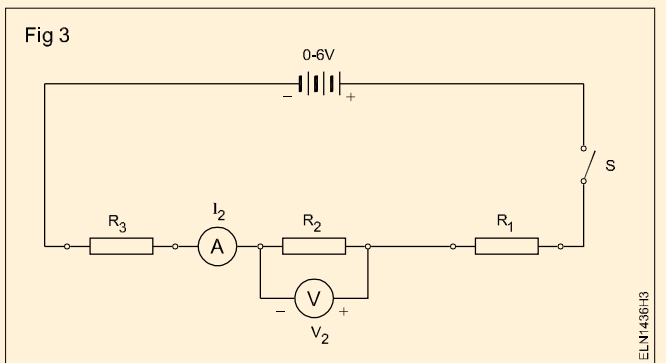 Fig 3
0-6V
− +
S
R3 I2 R2 R1
A
V
− +
V2
ELN1436H3